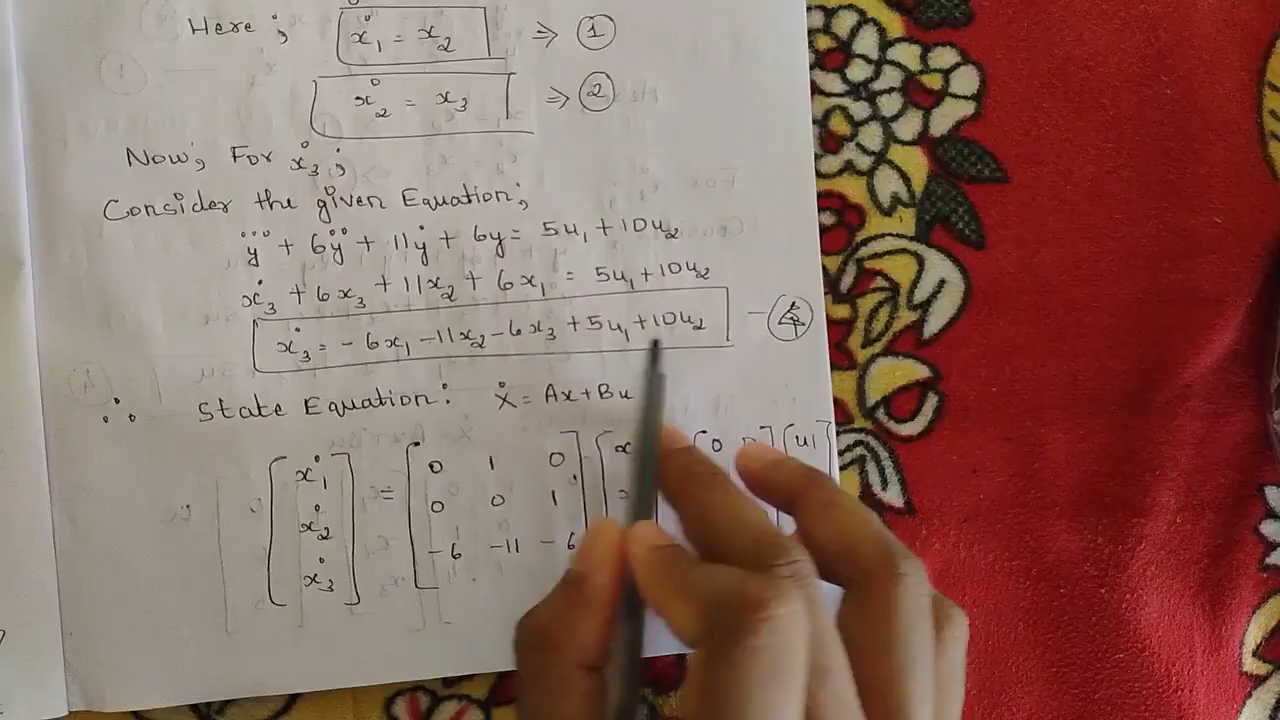 Here; ẋ₁ = x₂ ⇒ ①
ẋ₂ = x₃ ⇒ ②
Now; For ẋ₃;
Consider the given Equation;
y⃛ + 6ÿ + 11ẏ + 6y = 5u₁ + 10u₂
ẋ₃ + 6x₃ + 11x₂ + 6x₁ = 5u₁ + 10u₂
ẋ₃ = - 6x₁ - 11x₂ - 6x₃ + 5u₁ + 10u₂
∴ State Equation: Ẋ = Ax + Bu
ẋ₁ = 0 1 0 x 0 u1
ẋ₂ 0 0 1
ẋ₃ -6 -11 -6